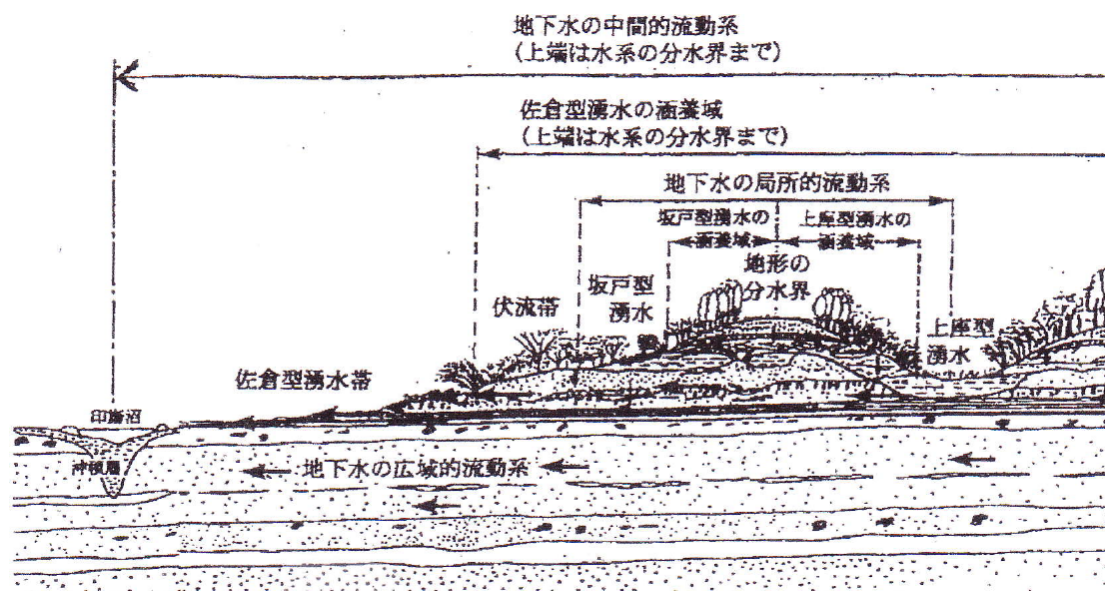 地下水の中間的流動系
(上端は水系の分水界まで)
佐倉型湧水の涵養域
(上端は水系の分水界まで)
地下水の局所的流動系
坂戸型湧水の
涵養域
上座型湧水の
涵養域
地形の
分水界
坂戸型
湧水
伏流帯
上座型
湧水
佐倉型湧水帯
印旛沼
沖積層
地下水の広域的流動系